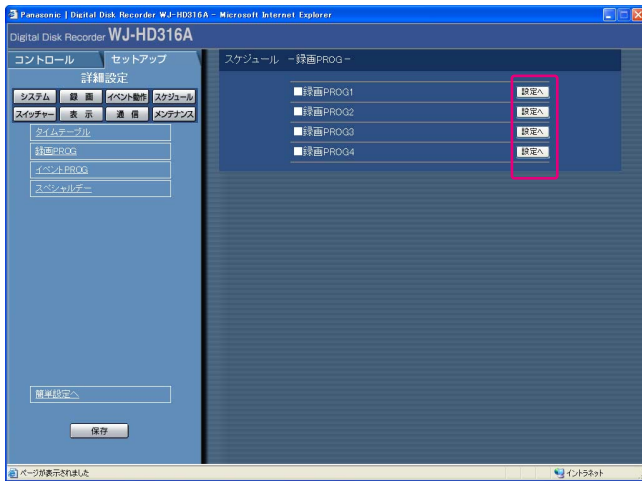 Panasonic | Digital Disk Recorder WJ-HD316A - Microsoft Internet Explorer
Digital Disk Recorder WJ-HD316A
コントロール セットアップ
詳細設定
システム 録画 イベント動作 スケジュール
スイッチャー 表示 通信 メンテナンス
タイムテーブル
録画PROG
イベントPROG
スペシャルデー
簡単設定へ
保存
スケジュール －録画PROG－
■録画PROG1 設定へ
■録画PROG2 設定へ
■録画PROG3 設定へ
■録画PROG4 設定へ
ページが表示されました
イントラネット